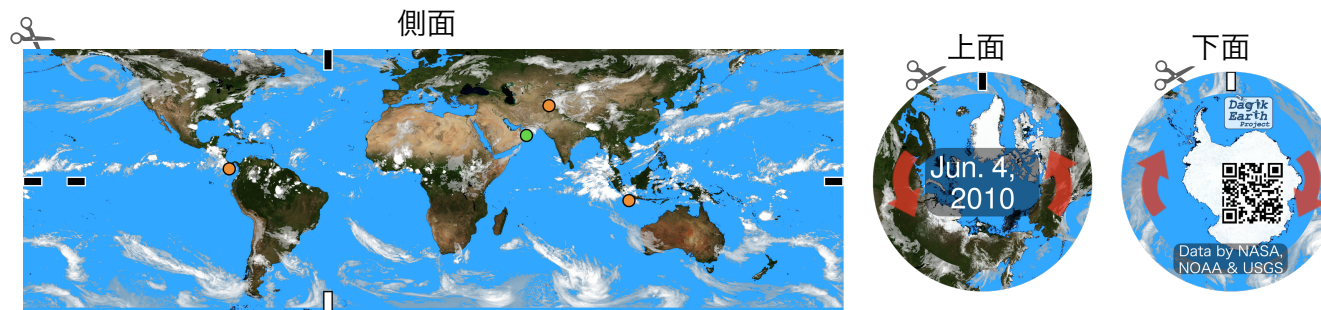 側面
上面
下面
Jun. 4,
2010
Dagik
Earth
Project
Data by NASA,
NOAA & USGS